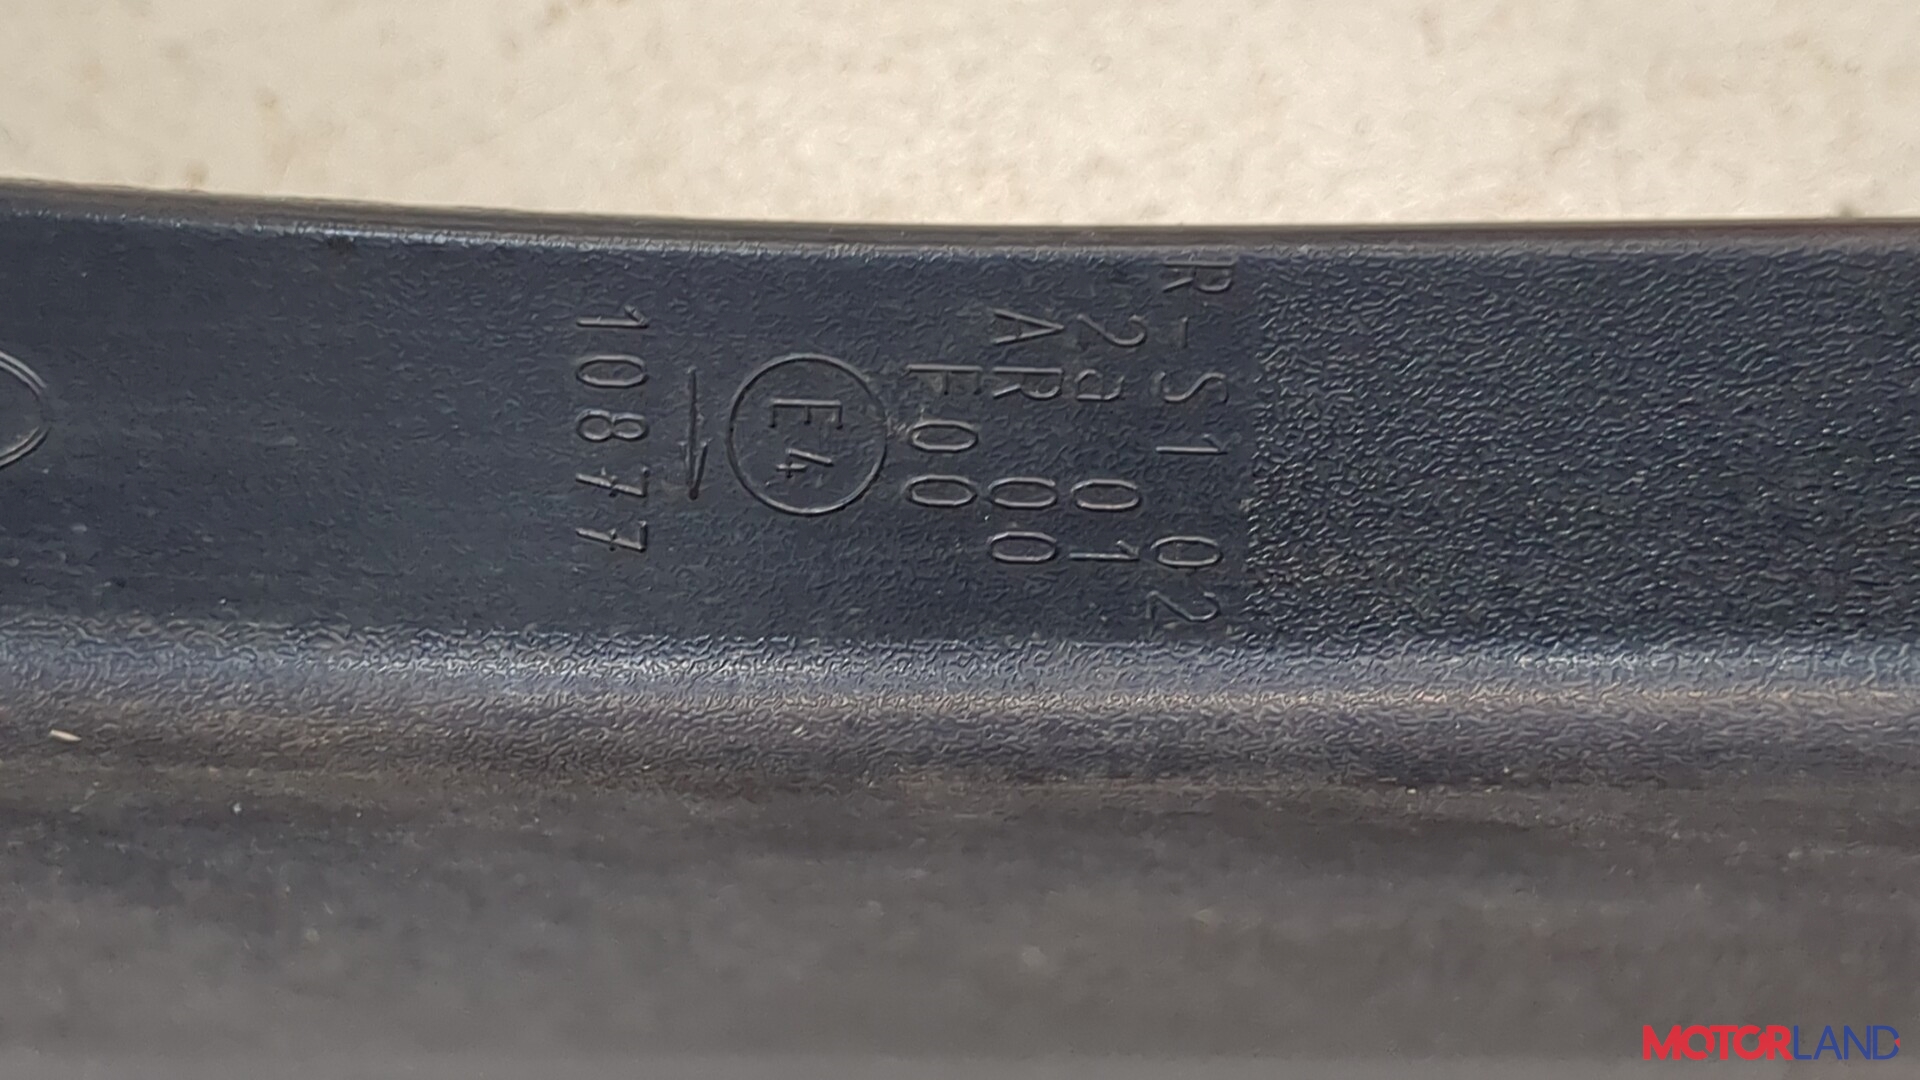 R-S1 02
2a 01
AR 00
F 00
E4
10877
MOTORLAND